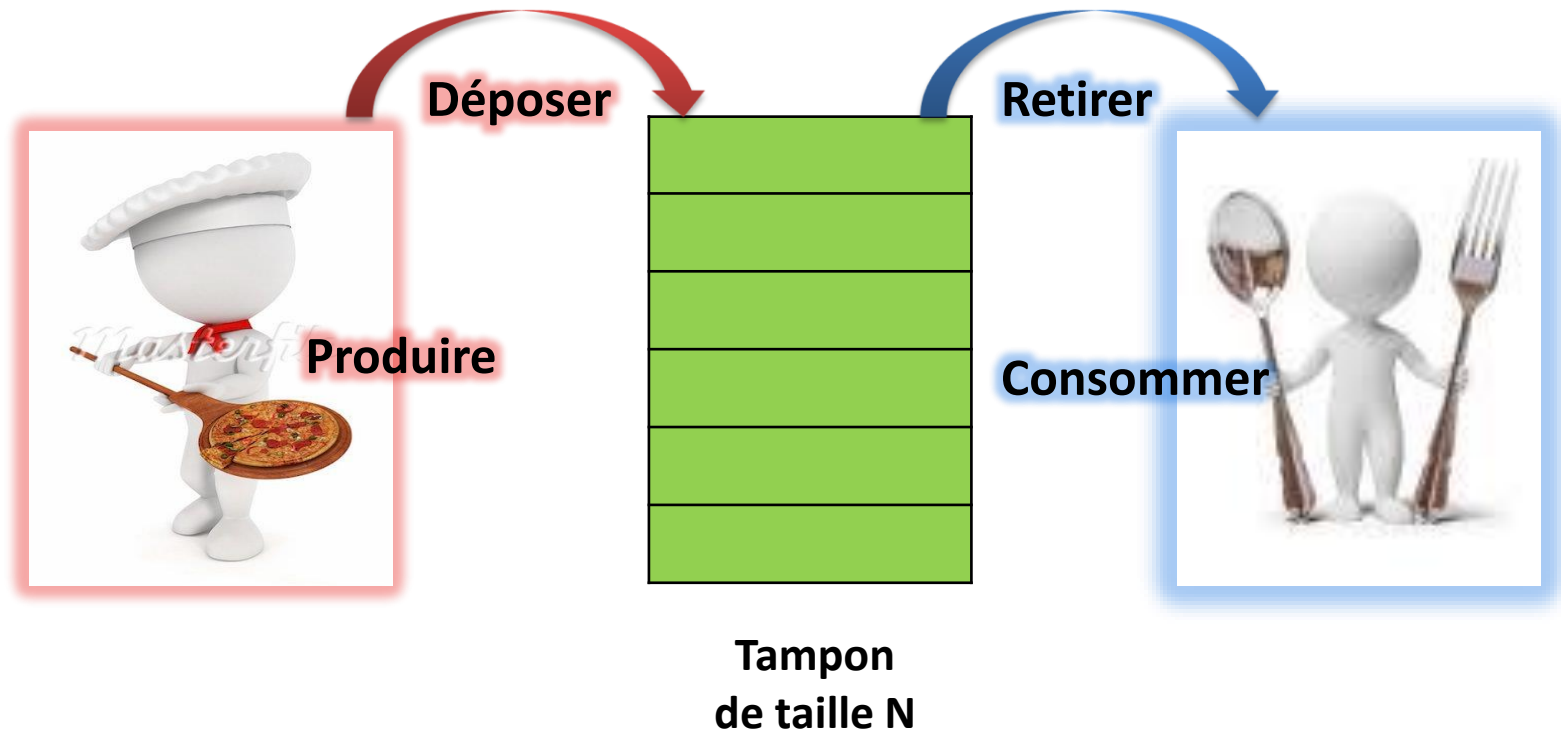 Déposer
Retirer
Produire
Consommer
Tampon
de taille N